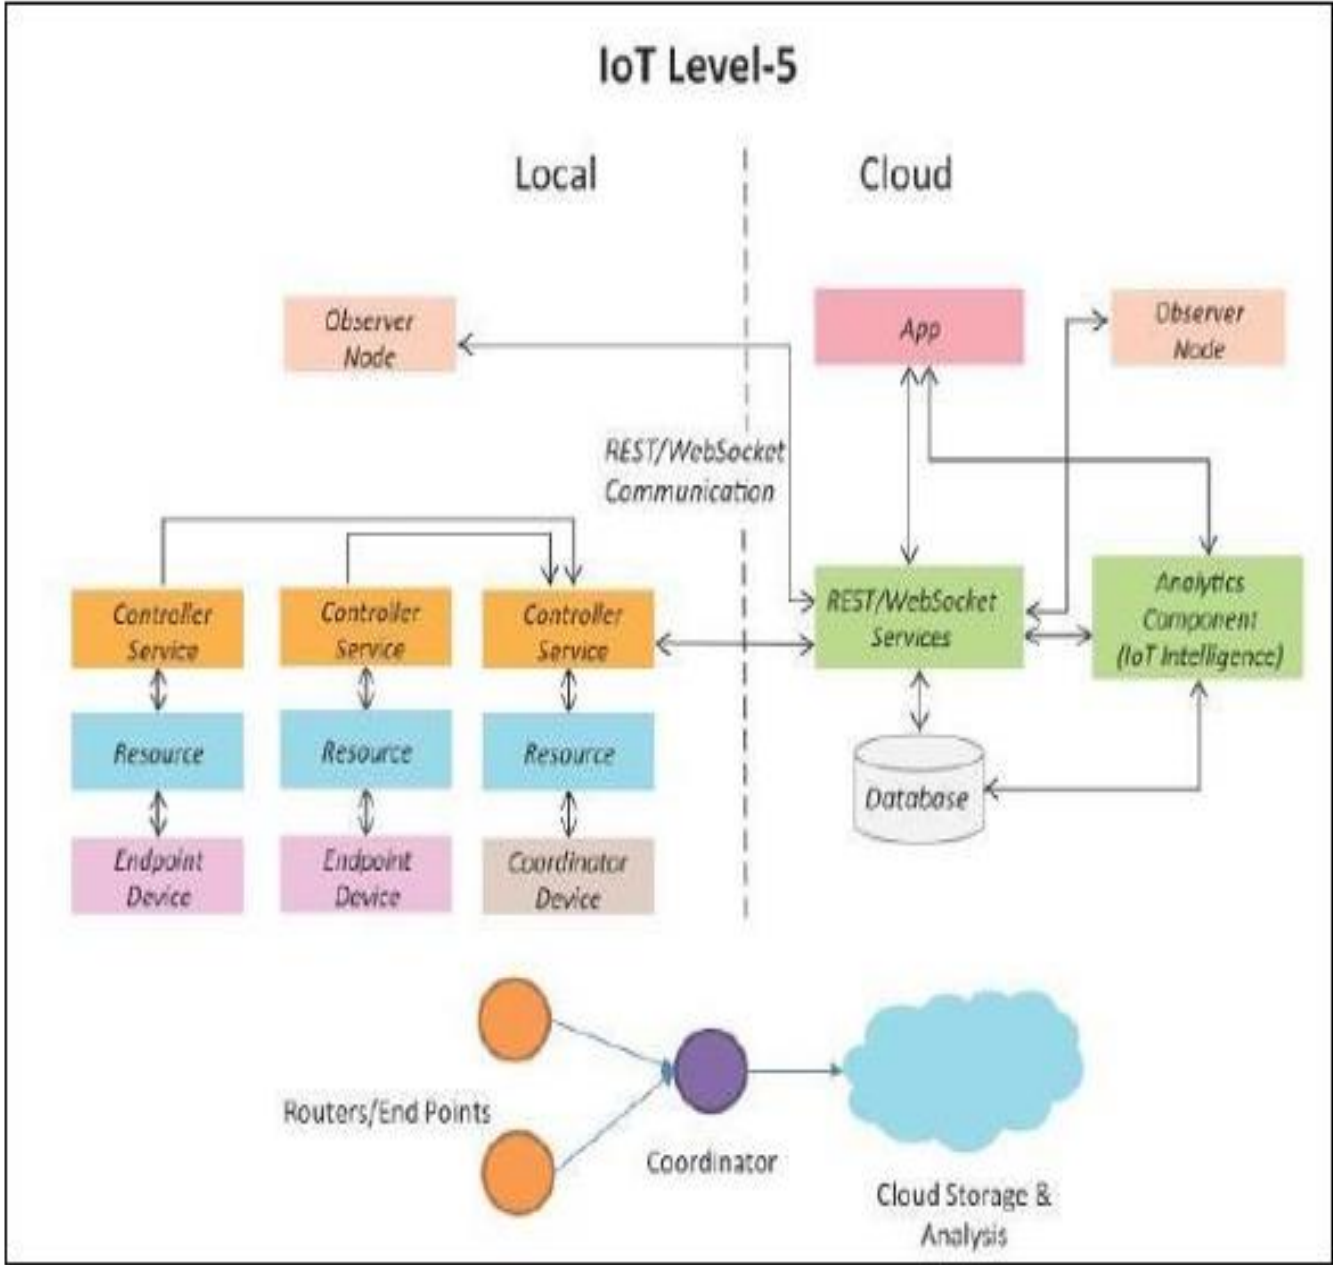 IoT Level-5
Local
Cloud
Observer
Node
App
Observer
Node
REST/WebSocket
Communication
Controller
Service
Controller
Service
Controller
Service
REST/WebSocket
Services
Analytics
Component
(IoT Intelligence)
Resource
Resource
Resource
Database
Endpoint
Device
Endpoint
Device
Coordinator
Device
Routers/End Points
Coordinator
Cloud Storage &
Analysis